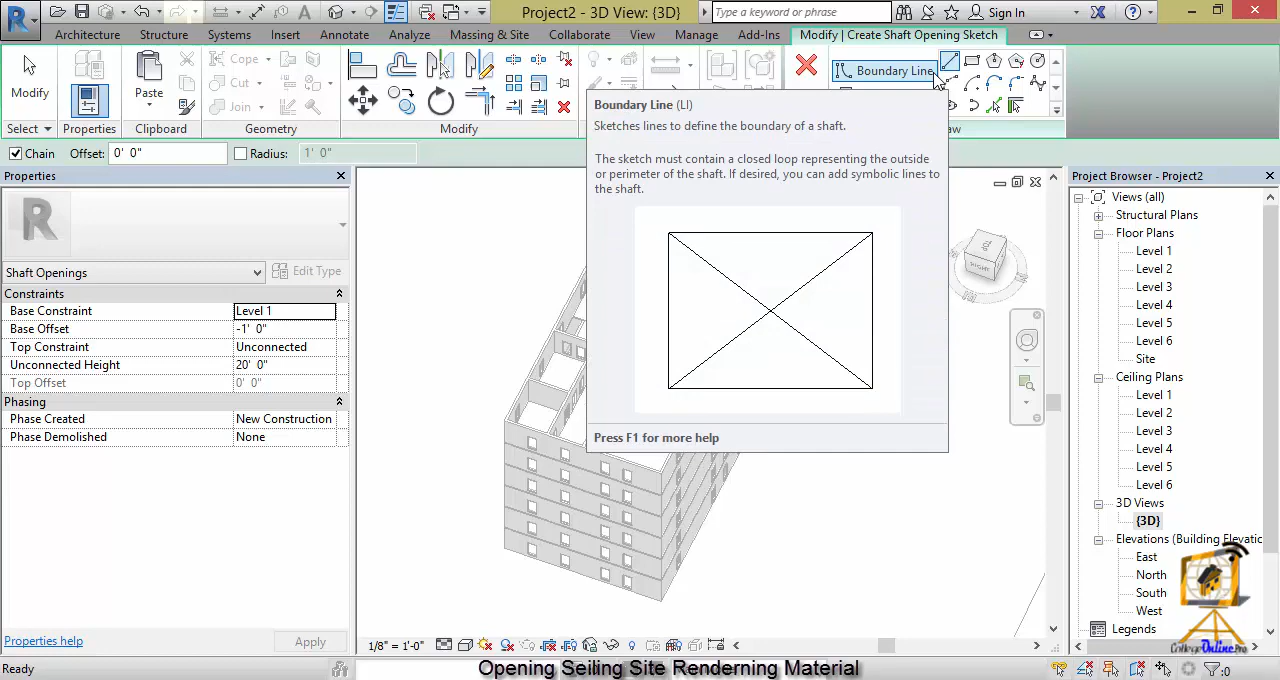 Project2 - 3D View: {3D}
Type a keyword or phrase
Sign In
Architecture Structure Systems Insert Annotate Analyze Massing & Site Collaborate View Manage Add-Ins Modify | Create Shaft Opening Sketch
Modify
Paste
Cope
Cut
Join
Boundary Line
Select Properties Clipboard Geometry Modify
Chain Offset: 0' 0" Radius: 1' 0"
Properties
Shaft Openings
Edit Type
Constraints
Base Constraint Level 1
Base Offset -1' 0"
Top Constraint Unconnected
Unconnected Height 20' 0"
Top Offset 0' 0"
Phasing
Phase Created New Construction
Phase Demolished None
Properties help
Apply
Boundary Line (LI)
Sketches lines to define the boundary of a shaft.
The sketch must contain a closed loop representing the outside
or perimeter of the shaft. If desired, you can add symbolic lines to
the shaft.
Press F1 for more help
RIGHT
Project Browser - Project2
Views (all)
Structural Plans
Floor Plans
Level 1
Level 2
Level 3
Level 4
Level 5
Level 6
Site
Ceiling Plans
Level 1
Level 2
Level 3
Level 4
Level 5
Level 6
3D Views
{3D}
Elevations (Building Elevatic
East
North
South
West
Legends
CollegeOnline.Pro
1/8" = 1'-0"
Ready
:0
Opening Seiling Site Rendernring Material